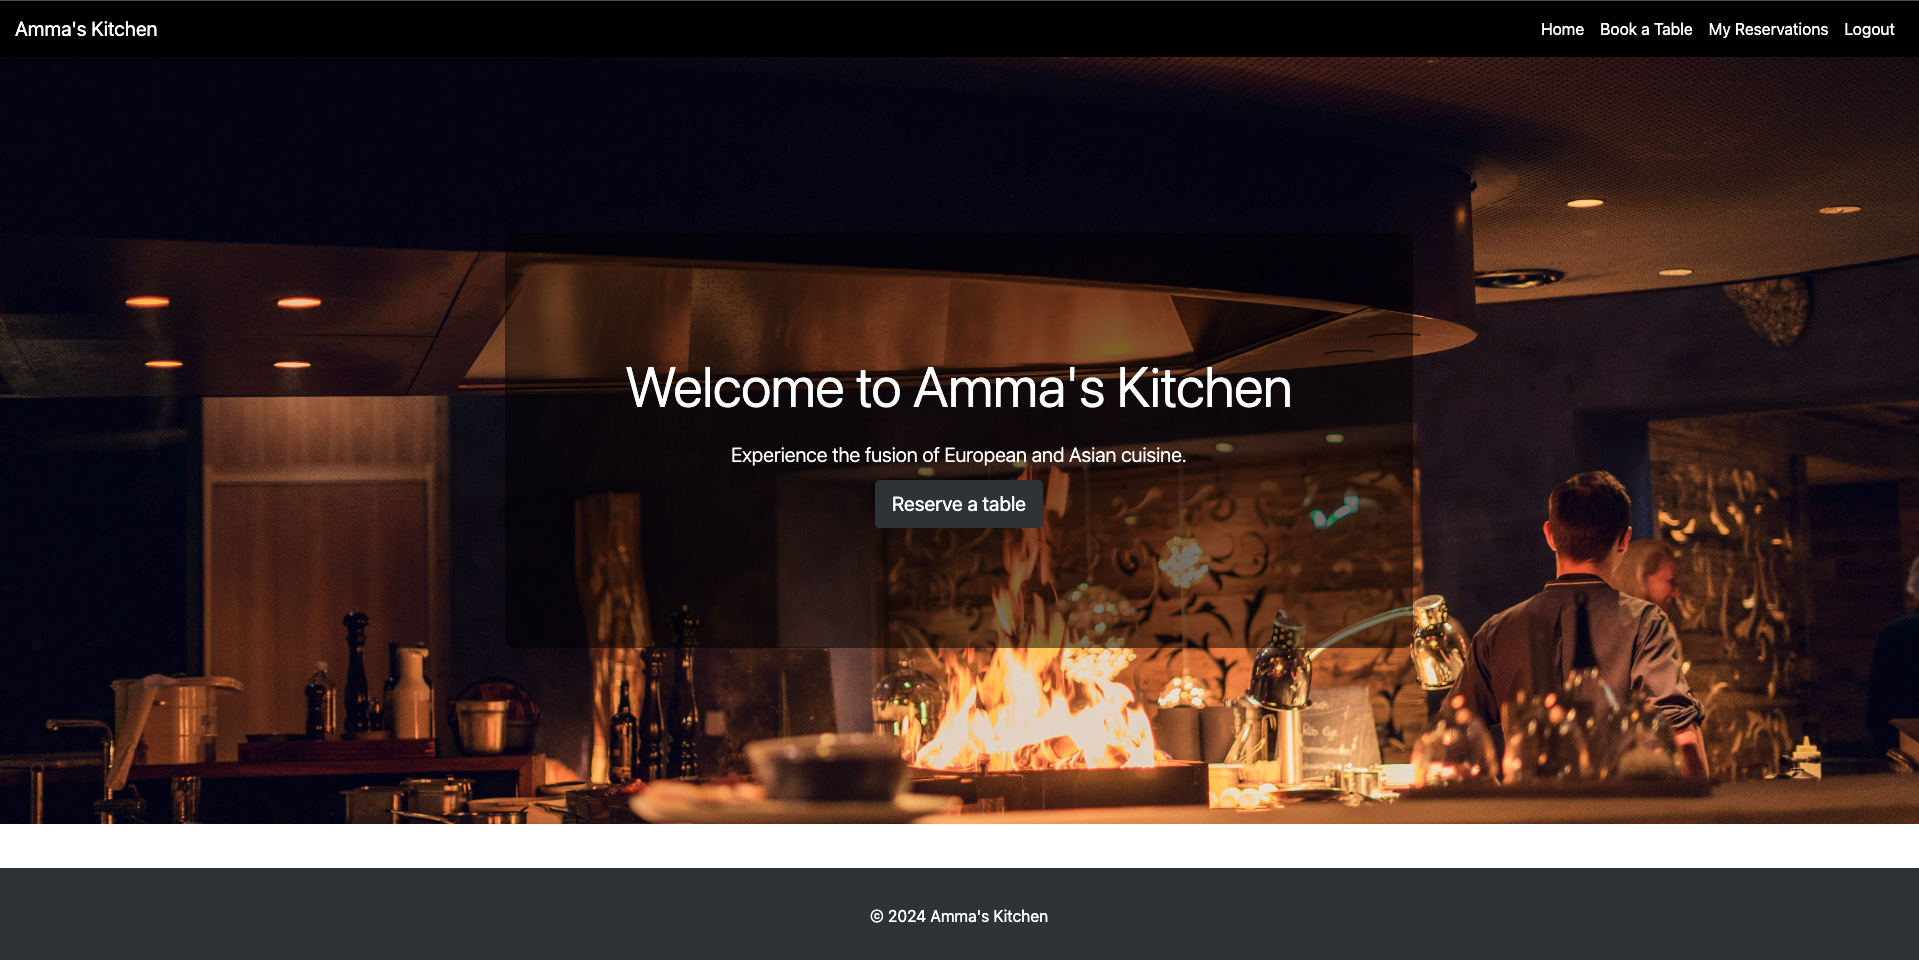 Amma's Kitchen
Home Book a Table My Reservations Logout
Welcome to Amma's Kitchen
Experience the fusion of European and Asian cuisine.
Reserve a table
© 2024 Amma's Kitchen